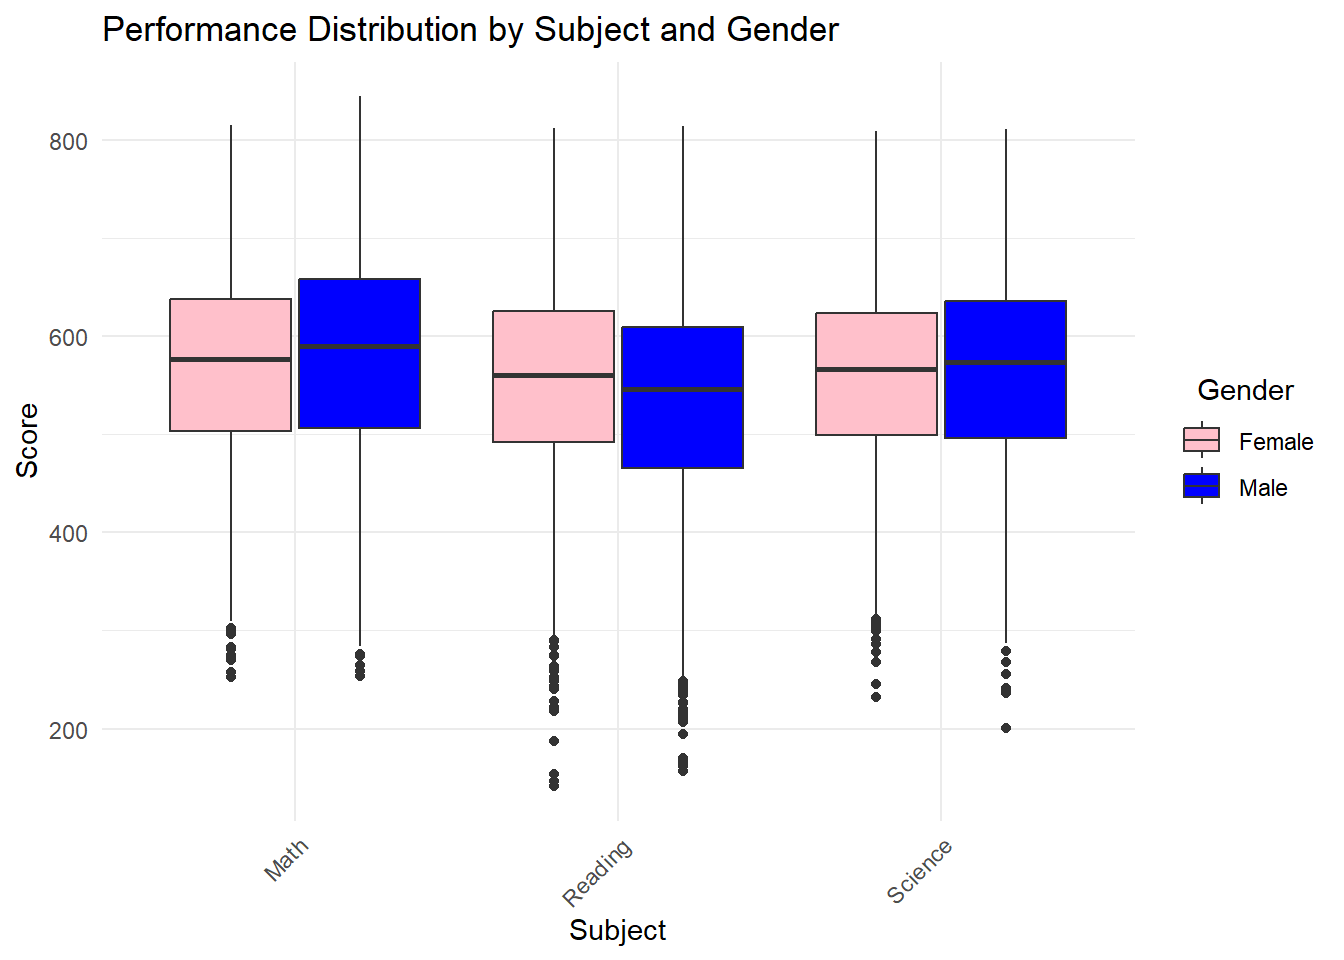 Performance Distribution by Subject and Gender
800
600
400
200
Score
Math
Reading
Science
Subject
Gender
Female
Male